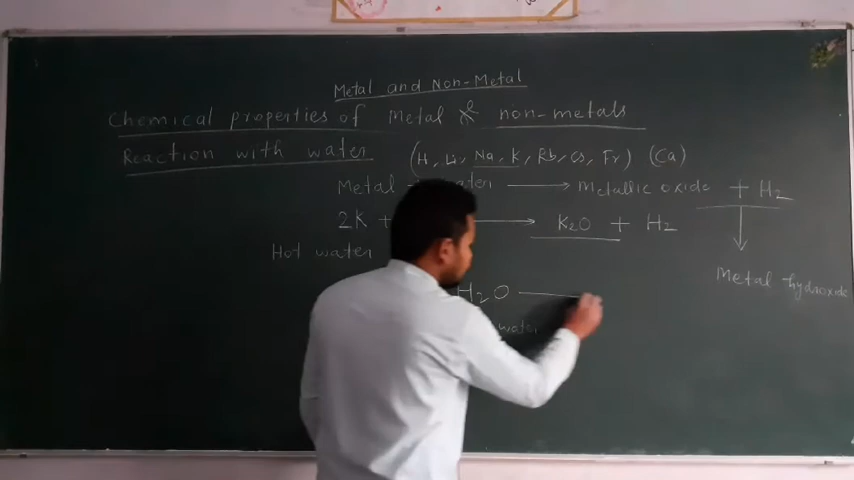 Metal and Non-Metal
Chemical properties of Metal & non-metals
Reaction with water (H, Li, Na, K, Rb, Cs, Fr) (Ca)
Metal water → Metallic oxide + H2
2K + → K2O + H2
Hot water
Metal hydroxide
H2O
water